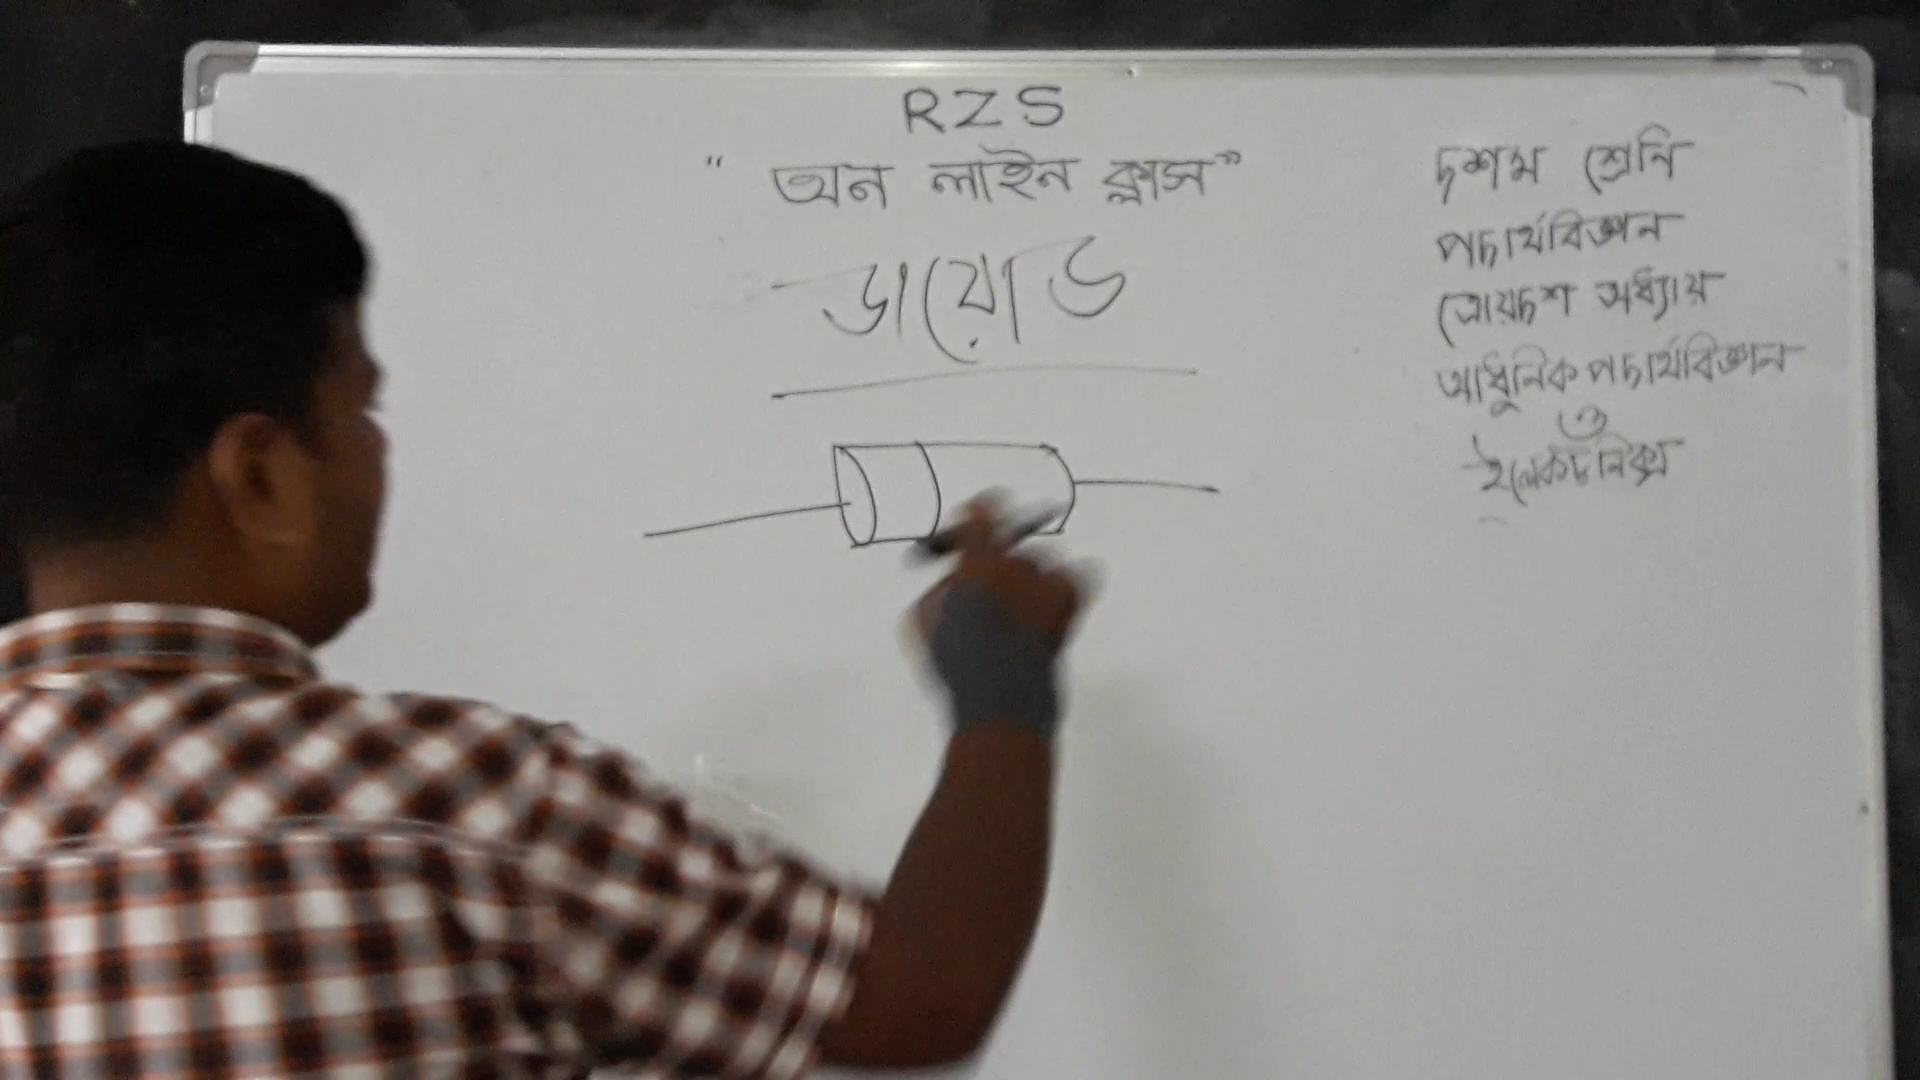 RZS
" অন লাইন ক্লাস"
ডায়োড
দশম শ্রেনি
পদার্থবিজ্ঞান
ত্রোয়দশ অধ্যায়
আধুনিক পদার্থবিজ্ঞান
ও
ইলেকট্রনিক্স